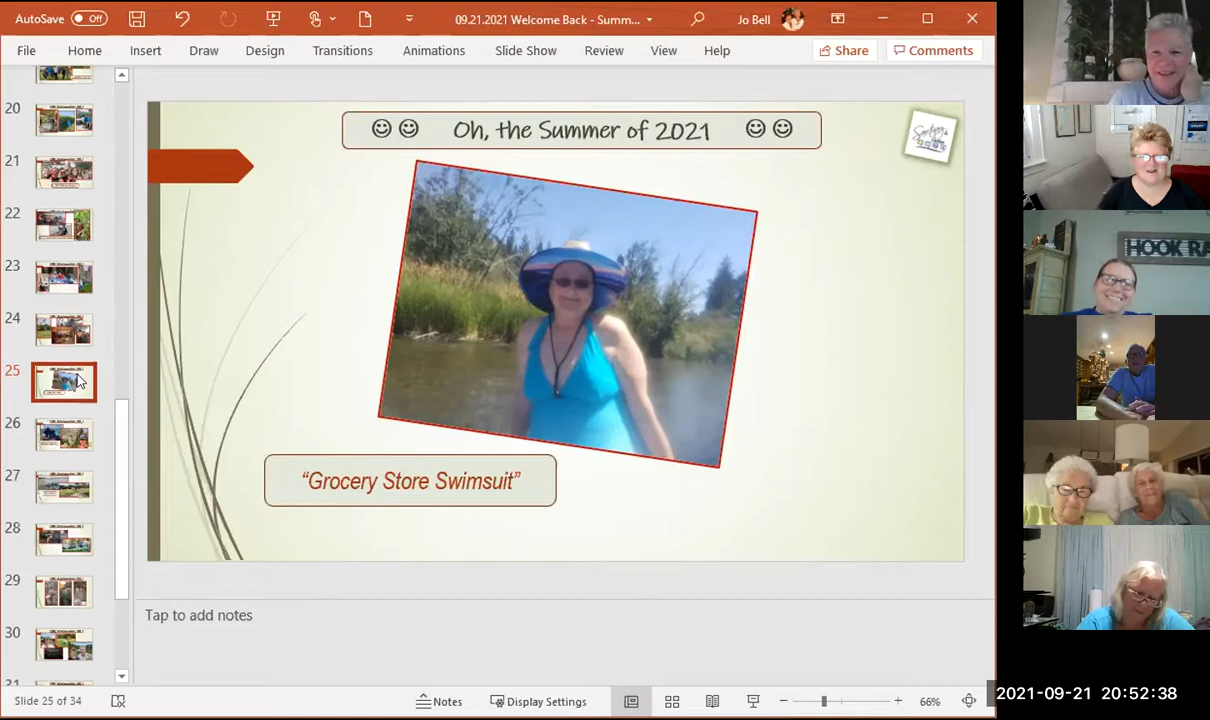 AutoSave
Off
09.21.2021 Welcome Back - Summ...
Jo Bell
File Home Insert Draw Design Transitions Animations Slide Show Review View Help
Share
Comments
20
21
22
23
24
25
26
27
28
29
30
Oh, the Summer of 2021
“Grocery Store Swimsuit”
HOOK RA
Tap to add notes
Slide 25 of 34
Notes
Display Settings
66%
2021-09-21 20:52:38